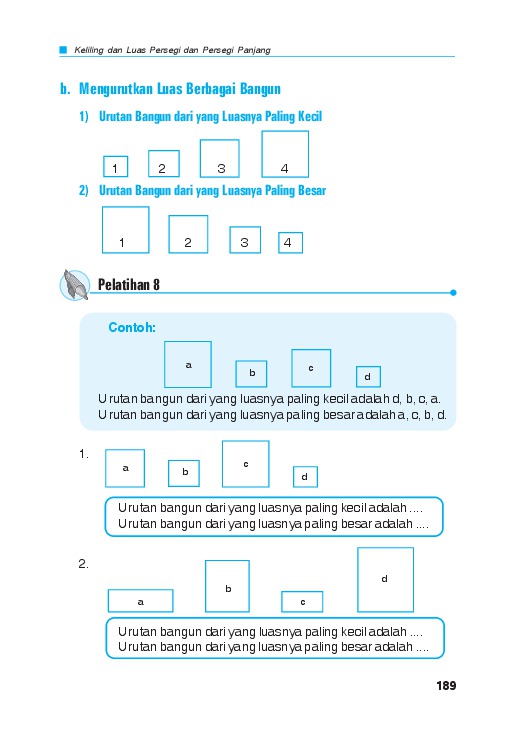 Keliling dan Luas Persegi dan Persegi Panjang
b. Mengurutkan Luas Berbagai Bangun
1) Urutan Bangun dari yang Luasnya Paling Kecil
1 2 3 4
2) Urutan Bangun dari yang Luasnya Paling Besar
1 2 3 4
Pelatihan 8
Contoh:
a b c d
Urutan bangun dari yang luasnya paling kecil adalah d, b, c, a.
Urutan bangun dari yang luasnya paling besar adalah a, c, b, d.
1.
a b c d
Urutan bangun dari yang luasnya paling kecil adalah ....
Urutan bangun dari yang luasnya paling besar adalah ....
2.
a b c d
Urutan bangun dari yang luasnya paling kecil adalah ....
Urutan bangun dari yang luasnya paling besar adalah ....
189